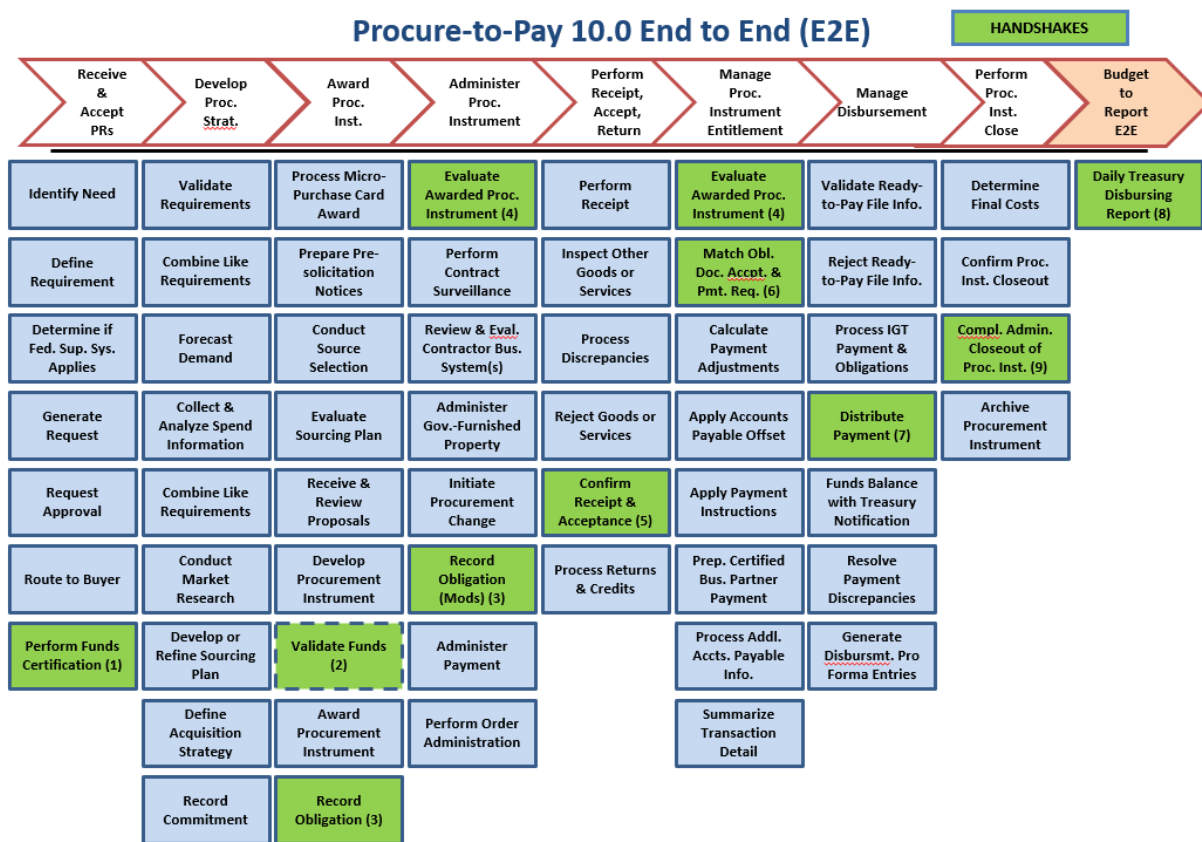 Procure-to-Pay 10.0 End to End (E2E)
HANDSHAKES
Receive
&
Accept
PRs
Develop
Proc.
Strat.
Award
Proc.
Inst.
Administer
Proc.
Instrument
Perform
Receipt,
Accept,
Return
Manage
Proc.
Instrument
Entitlement
Manage
Disbursement
Perform
Proc.
Inst.
Close
Budget
to
Report
E2E
Identify Need
Define
Requirement
Determine if
Fed. Sup. Sys.
Applies
Generate
Request
Request
Approval
Route to Buyer
Perform Funds
Certification (1)
Validate
Requirements
Combine Like
Requirements
Forecast
Demand
Collect &
Analyze Spend
Information
Combine Like
Requirements
Conduct
Market
Research
Develop or
Refine Sourcing
Plan
Define
Acquisition
Strategy
Record
Commitment
Process Micro-
Purchase Card
Award
Prepare Pre-
solicitation
Notices
Conduct
Source
Selection
Evaluate
Sourcing Plan
Receive &
Review
Proposals
Develop
Procurement
Instrument
Validate Funds
(2)
Award
Procurement
Instrument
Record
Obligation (3)
Evaluate
Awarded Proc.
Instrument (4)
Perform
Contract
Surveillance
Review & Eval.
Contractor Bus.
System(s)
Administer
Gov.-Furnished
Property
Initiate
Procurement
Change
Record
Obligation
(Mods) (3)
Administer
Payment
Perform Order
Administration
Perform
Receipt
Inspect Other
Goods or
Services
Process
Discrepancies
Reject Goods or
Services
Confirm
Receipt &
Acceptance (5)
Process Returns
& Credits
Evaluate
Awarded Proc.
Instrument (4)
Match Obl.
Doc. Accpt. &
Pmt. Req. (6)
Calculate
Payment
Adjustments
Apply Accounts
Payable Offset
Apply Payment
Instructions
Prep. Certified
Bus. Partner
Payment
Process Addl.
Accts. Payable
Info.
Summarize
Transaction
Detail
Validate Ready-
to-Pay File Info.
Reject Ready-
to-Pay File Info.
Process IGT
Payment &
Obligations
Distribute
Payment (7)
Funds Balance
with Treasury
Notification
Resolve
Payment
Discrepancies
Generate
Disbursmt. Pro
Forma Entries
Determine
Final Costs
Confirm Proc.
Inst. Closeout
Compl. Admin.
Closeout of
Proc. Inst. (9)
Archive
Procurement
Instrument
Daily Treasury
Disbursing
Report (8)